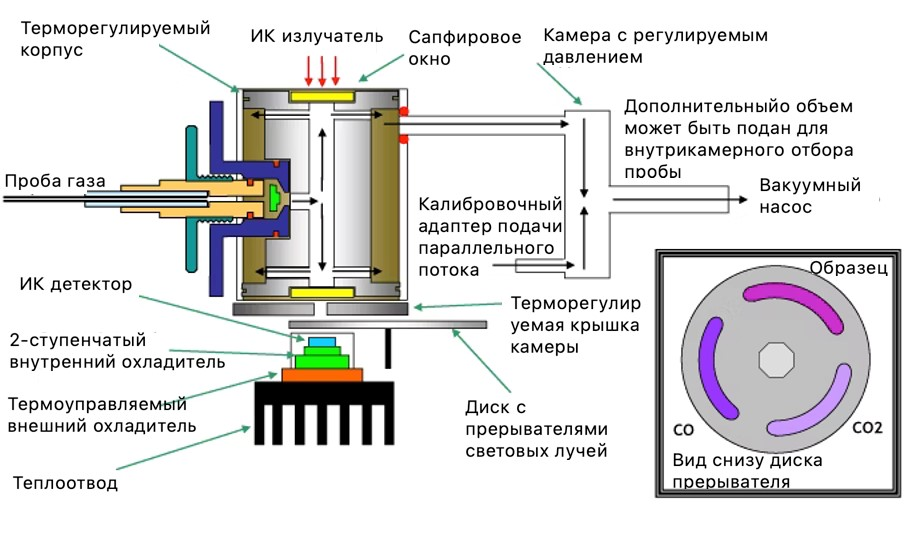 Терморегулируемый
корпус
ИК излучатель
Сапфировое
окно
Камера с регулируемым
давлением
Дополнительныйо объем
может быть подан для
внутрикамерного отбора
пробы
Проба газа
Вакуумный
насос
Калибровочный
адаптер подачи
параллельного
потока
ИК детектор
2-ступенчатый
внутренний охладитель
Термоуправляемый
внешний охладитель
Теплоотвод
Терморегулир
уемая крышка
камеры
Диск с
прерывателями
световых лучей
Образец
CO
CO2
Вид снизу диска
прерывателя